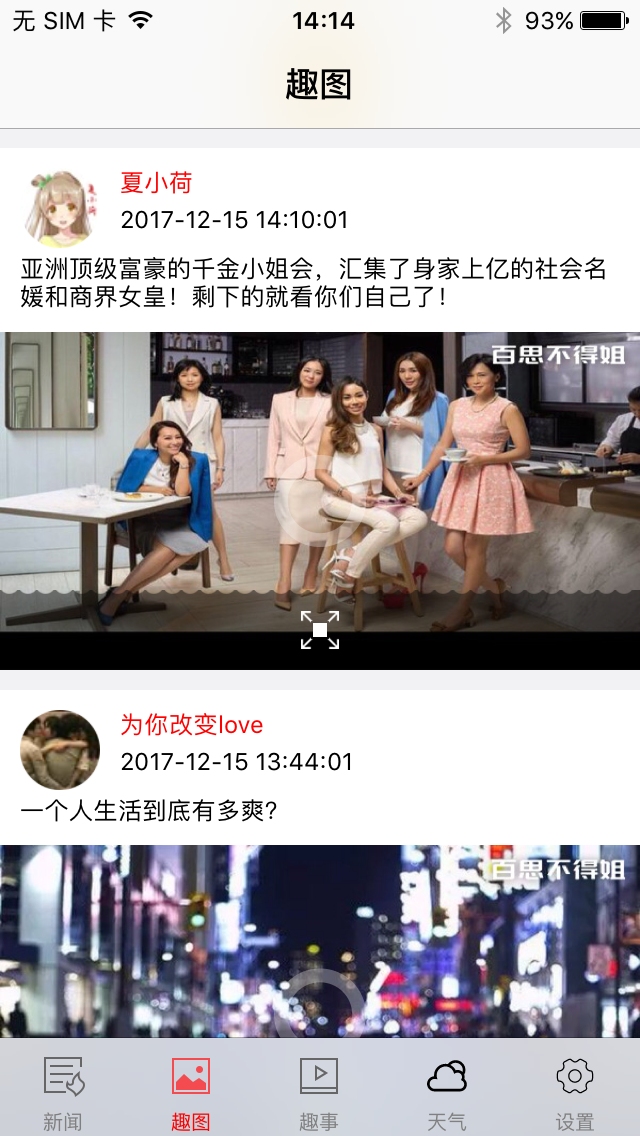 无 SIM 卡
14:14
93%
趣图
夏小荷
夏小荷
2017-12-15 14:10:01
亚洲顶级富豪的千金小姐会，汇集了身家上亿的社会名
媛和商界女皇！剩下的就看你们自己了！
百思不得姐
为你改变love
2017-12-15 13:44:01
一个人生活到底有多爽？
百思不得姐
新闻
趣图
趣事
天气
设置